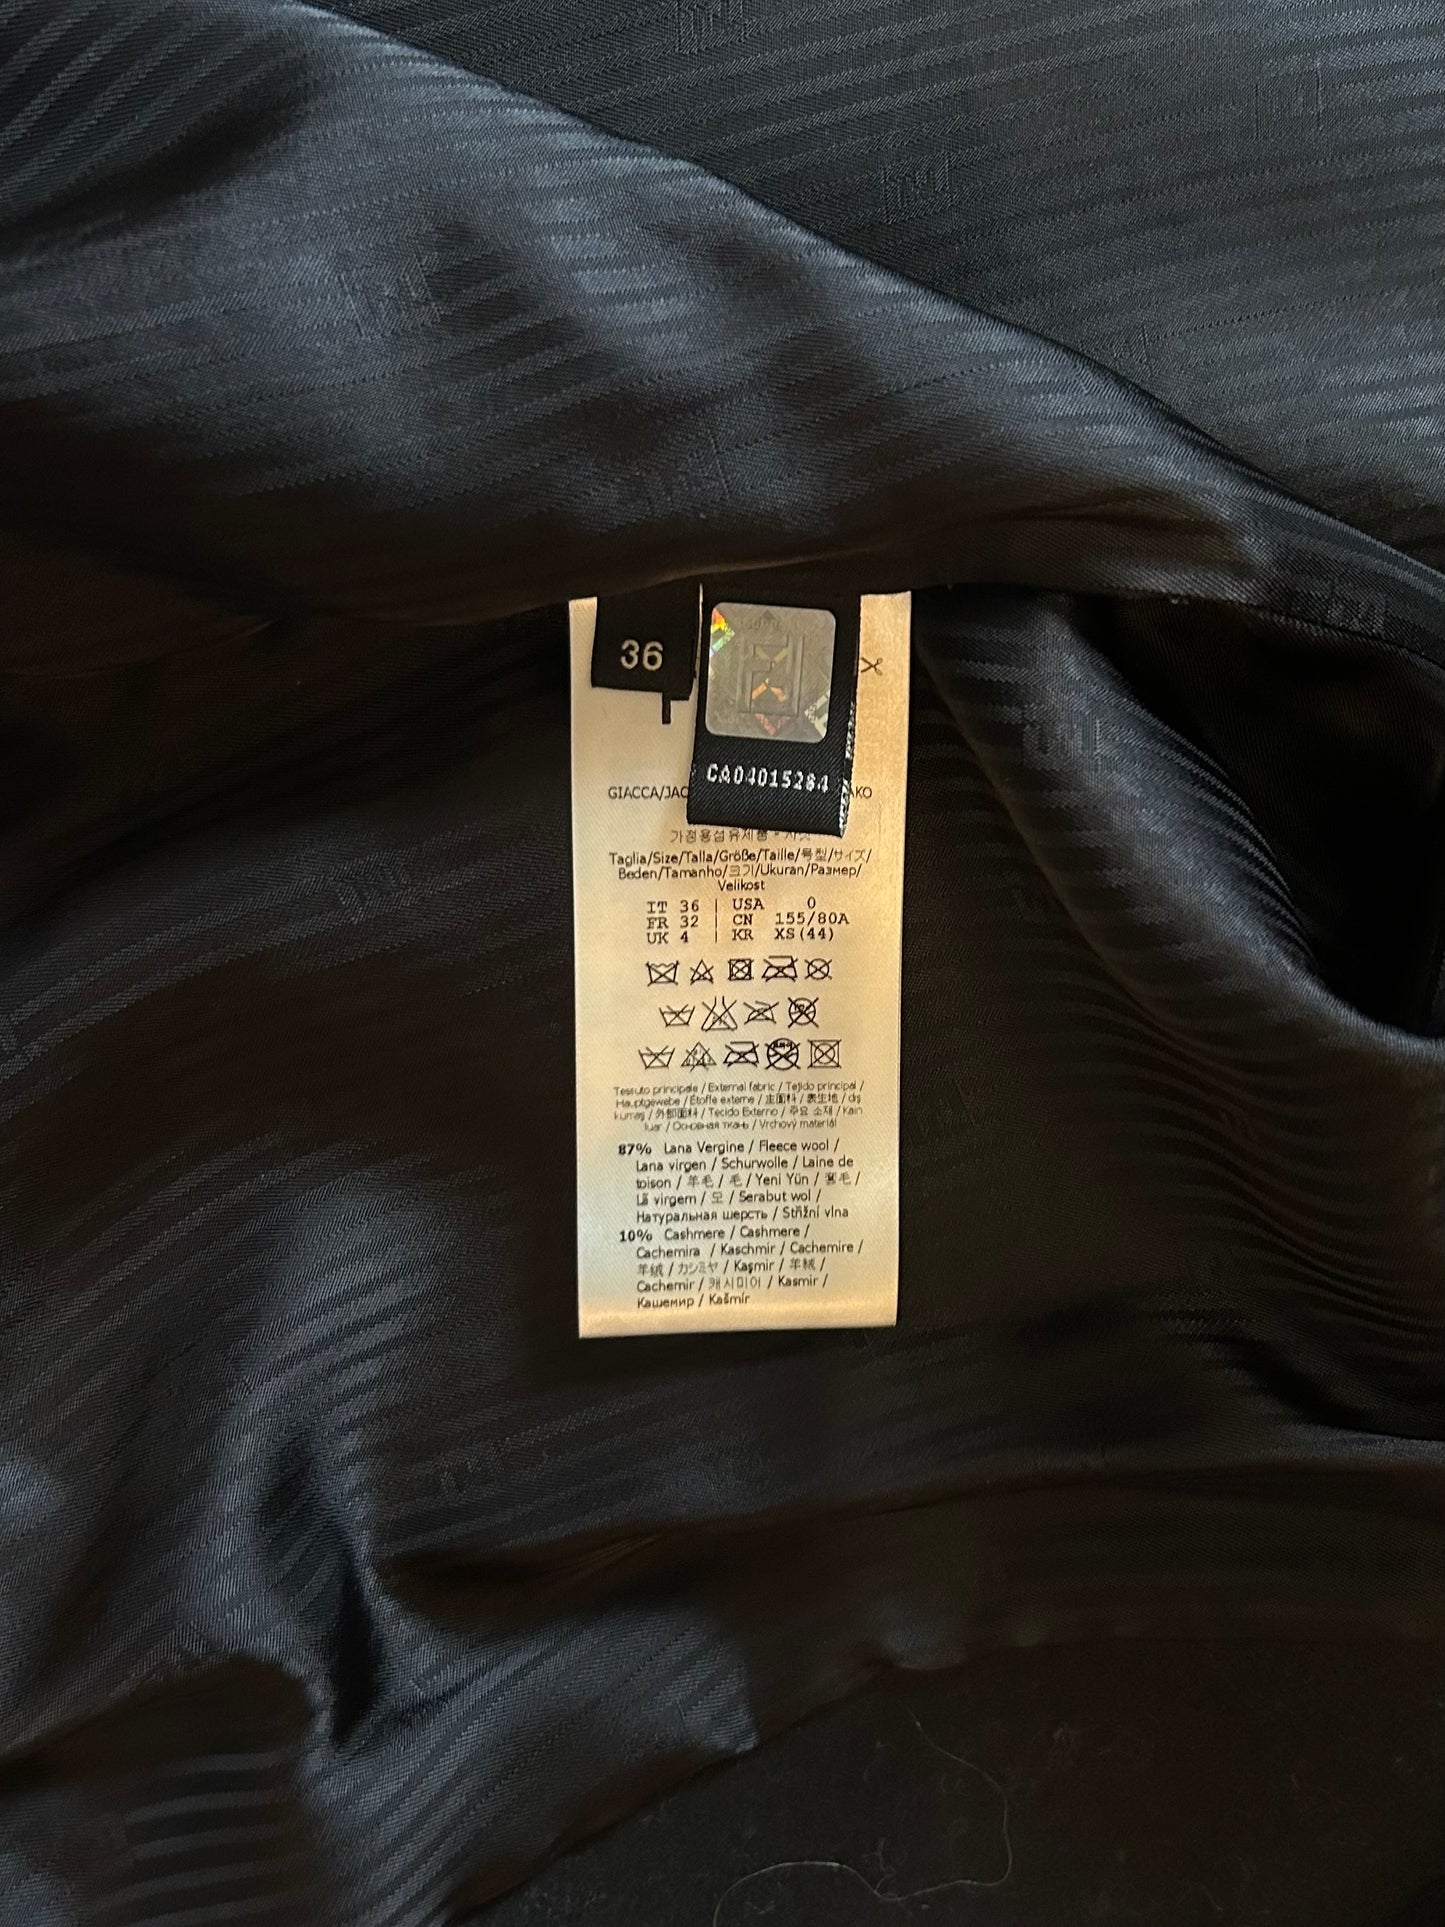 36
CA04015284
GIACCA/JAC
AKO
가정용섬유제품 -
Taglia/Size/Talla/Größe/Taille/号型/サイズ/
Beden/Tamanho/크기/Ukuran/Размер/
Velikost
IT 36 | USA 0
FR 32 | CN 155/80A
UK 4 | KR XS(44)
Tessuto principale / External fabric / Tejido principal /
Hauptgewebe / Étoffe externe / 主面料 / 表生地 / dış
kumaş / 外部面料 / Tecido Externo / 주요 소재 / Kain
luar / Основная ткань / Vrchový materiál
87% Lana Vergine / Fleece wool /
Lana virgen / Schurwolle / Laine de
toison / 羊毛 / 毛 / Yeni Yün / 羔毛 /
Lã virgem / 모 / Serabut wol /
Натуральная шерсть / Střižní vlna
10% Cashmere / Cashmere /
Cachemira / Kaschmir / Cachemire /
羊绒 / カシミヤ / Kaşmir / 羊絨 /
Cachemir / 캐시미어 / Kasmir /
Кашемир / Kašmír